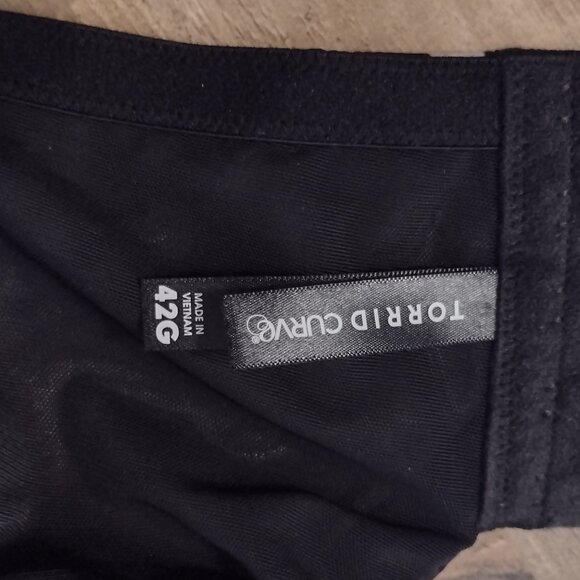 TORRID CURVE®
42G
MADE IN
VIETNAM